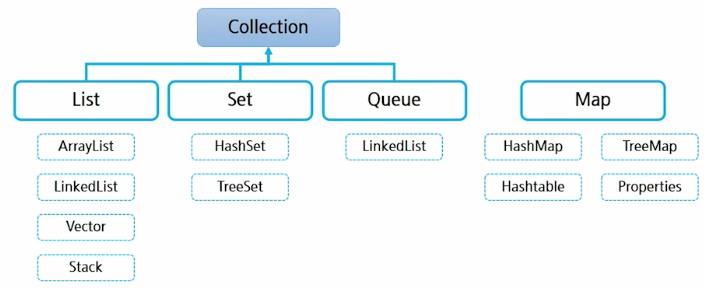 Collection
List Set Queue Map
ArrayList HashSet LinkedList HashMap TreeMap
LinkedList TreeSet Hashtable Properties
Vector
Stack